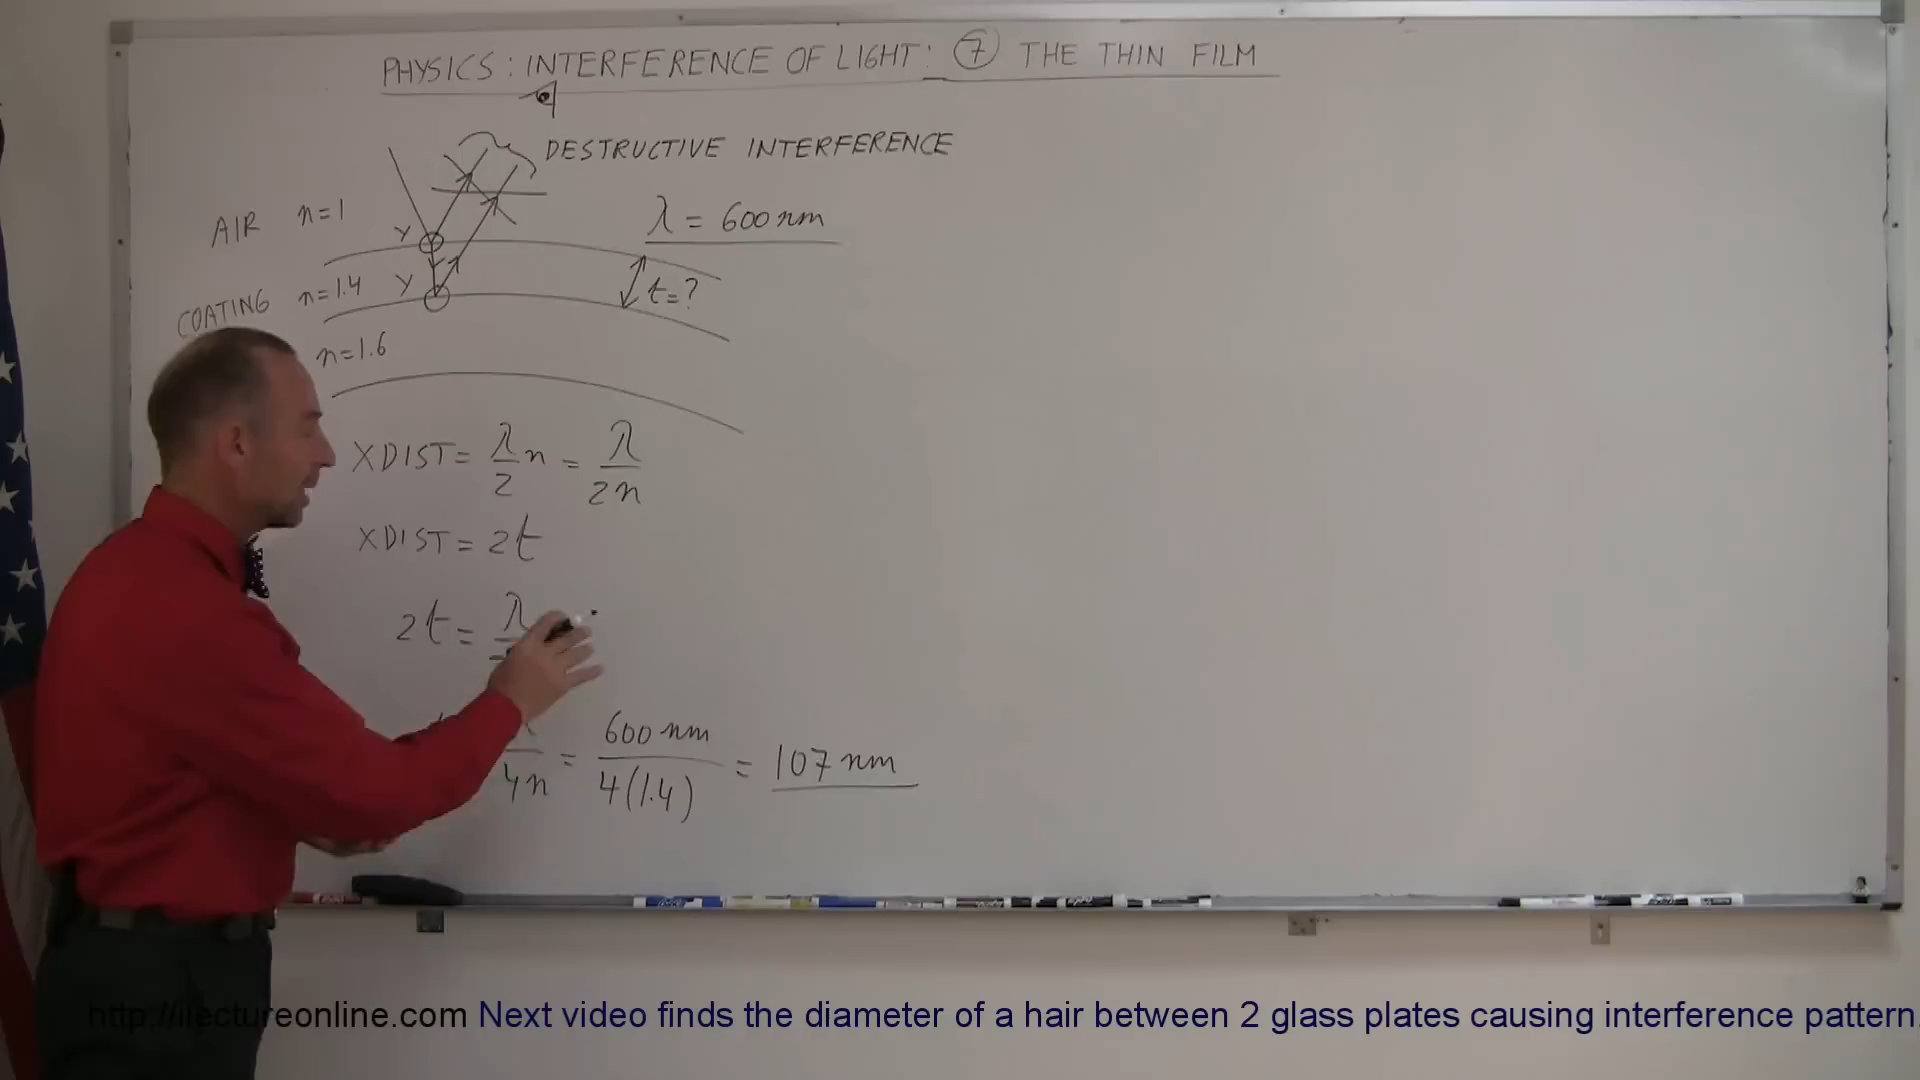 PHYSICS: INTERFERENCE OF LIGHT: 7 THE THIN FILM
DESTRUCTIVE INTERFERENCE
AIR n=1
λ = 600 nm
Y
COATING n=1.4 Y
t=?
n=1.6
XDIST = λ/2 n = λ/2n
XDIST = 2t
2t = λ
4n = 600 nm/4(1.4) = 107 nm
http://ilectureonline.com Next video finds the diameter of a hair between 2 glass plates causing interference pattern.